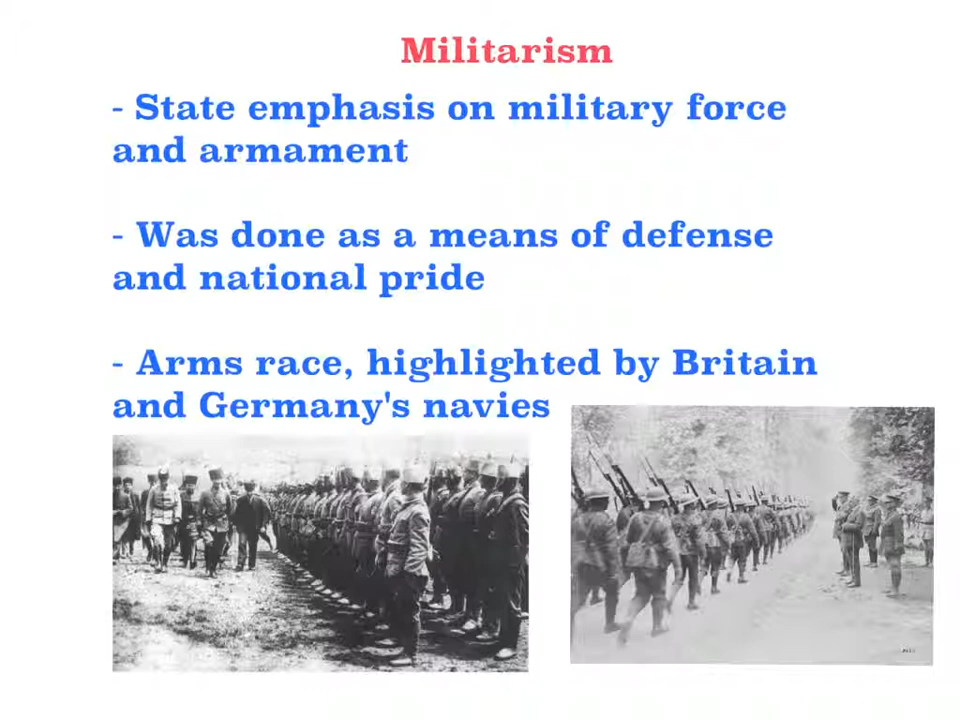 Militarism
- State emphasis on military force
and armament
- Was done as a means of defense
and national pride
- Arms race, highlighted by Britain
and Germany's navies